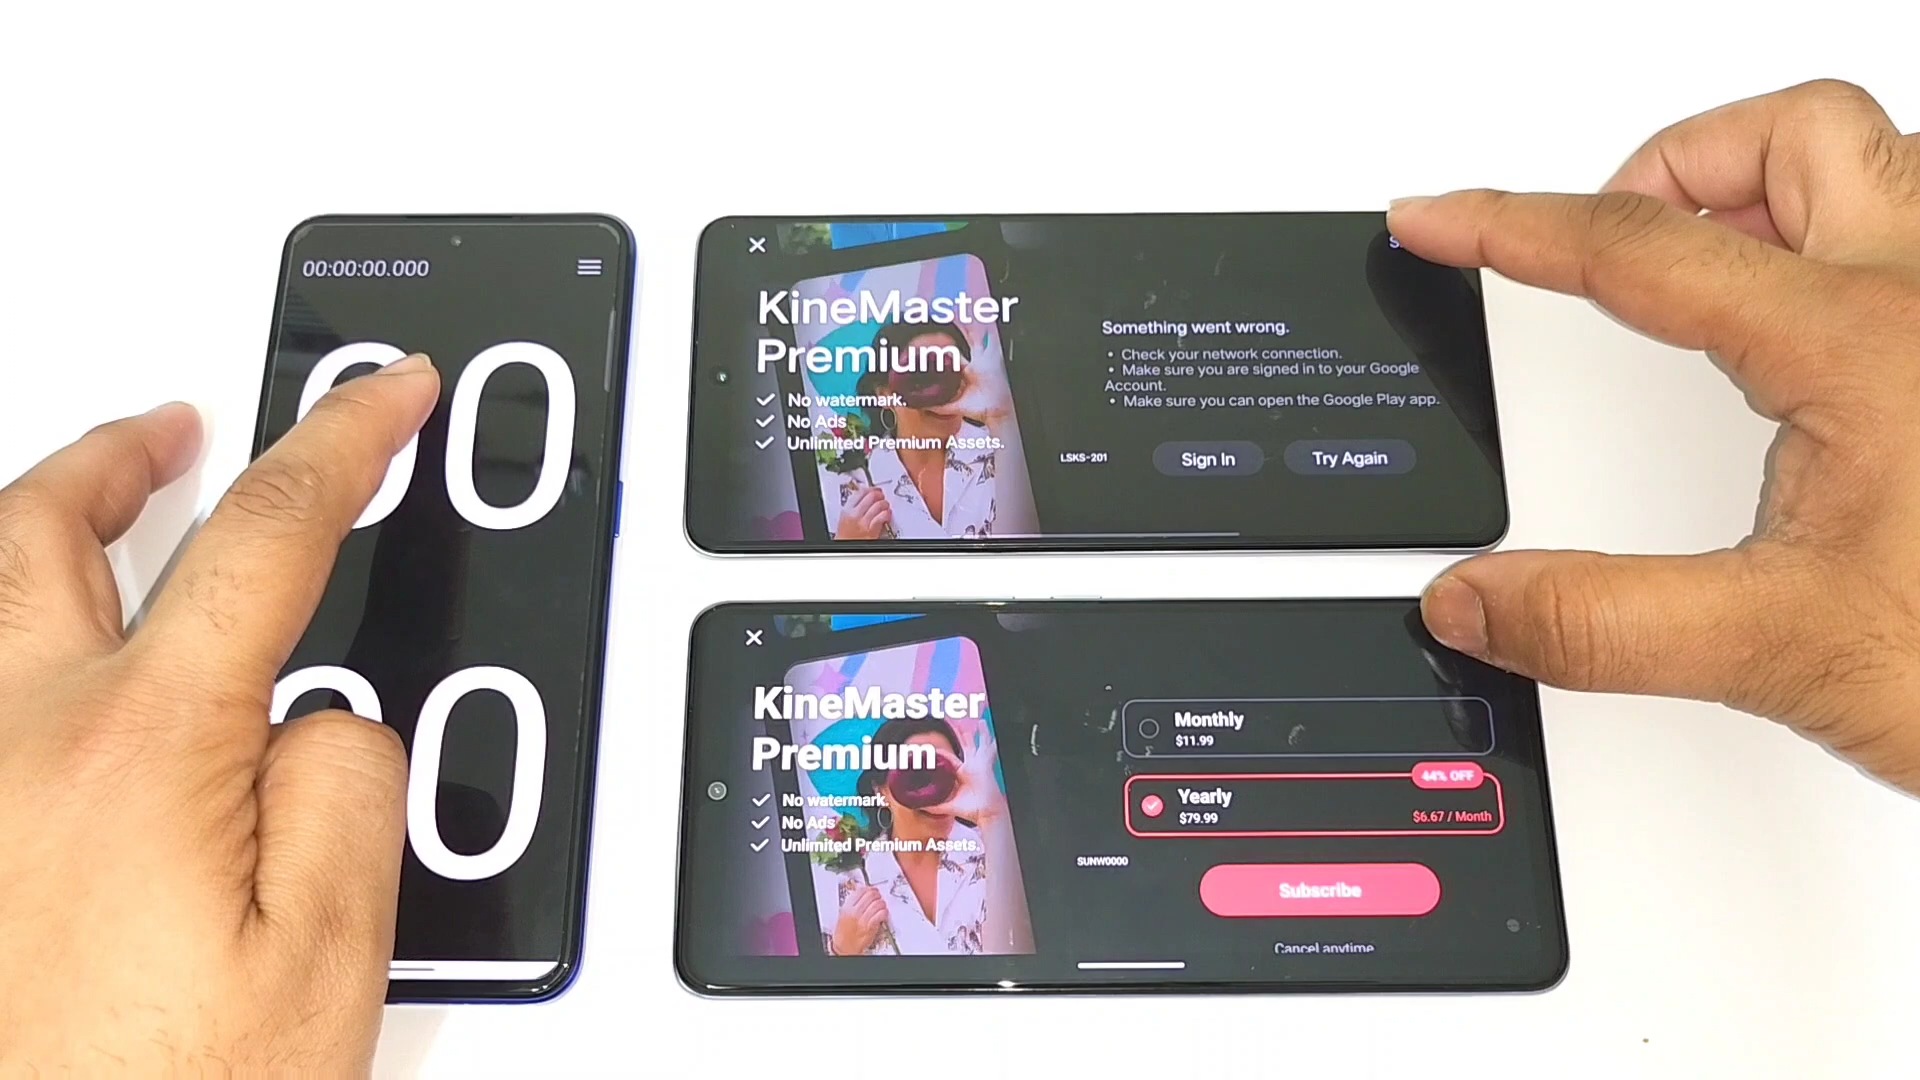 00:00:00.000
00
00
KineMaster
Premium
No watermark.
No Ads
Unlimited Premium Assets.
Something went wrong.
• Check your network connection.
• Make sure you are signed in to your Google
Account.
• Make sure you can open the Google Play app.
LSKS-201
Sign In
Try Again
KineMaster
Premium
No watermark.
No Ads
Unlimited Premium Assets.
Monthly
$11.99
44% OFF
Yearly
$79.99
$6.67 / Month
SUNW0000
Subscribe
Cancel anytime